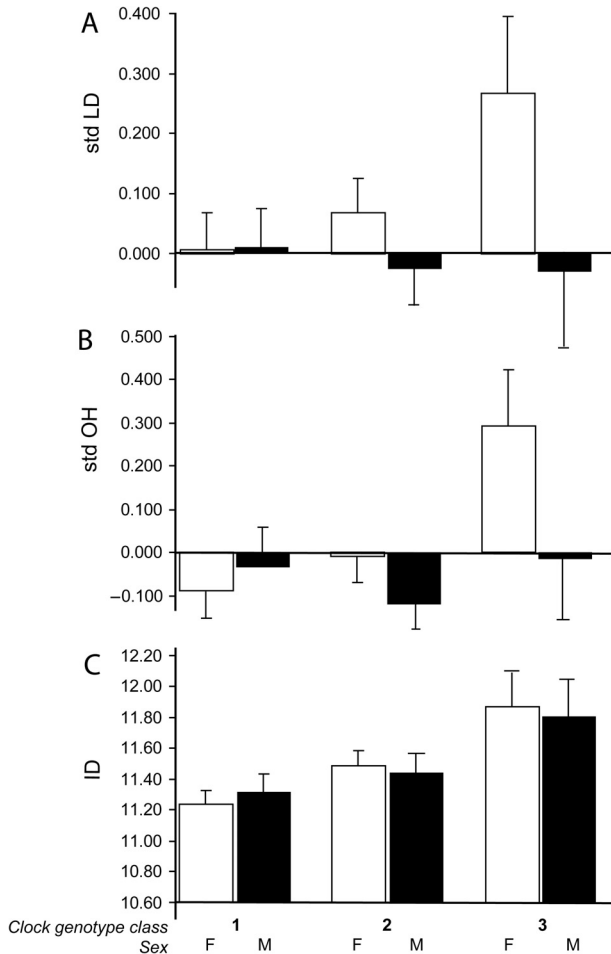 A
std LD
0.400
0.300
0.200
0.100
0.000
B
std OH
0.500
0.400
0.300
0.200
0.100
0.000
–0.100
C
ID
12.20
12.00
11.80
11.60
11.40
11.20
11.00
10.80
10.60
Clock genotype class 1 2 3
Sex F M F M F M